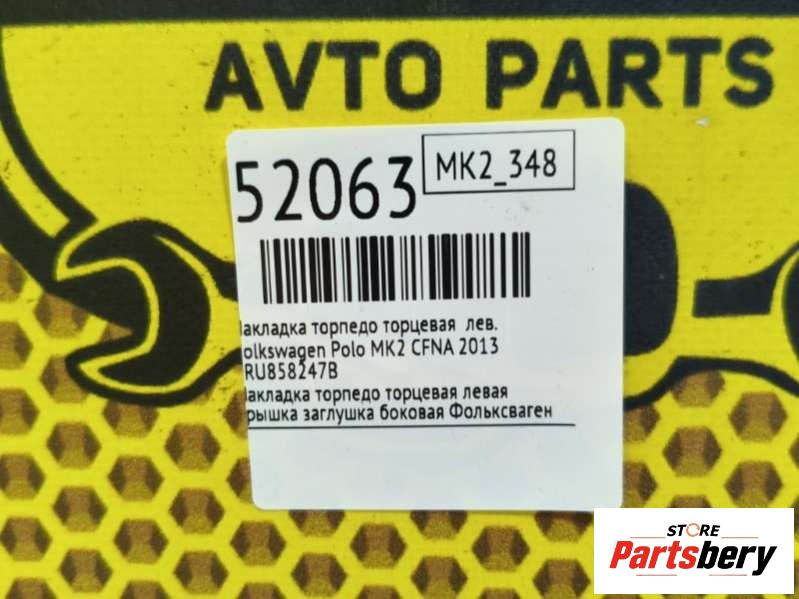 AVTO PARTS
52063
MK2_348
акладка торпедо торцевая лев.
olkswagen Polo MK2 CFNA 2013
RU858247B
акладка торпедо торцевая левая
рышка заглушка боковая Фольксваген
STORE
Partsbery